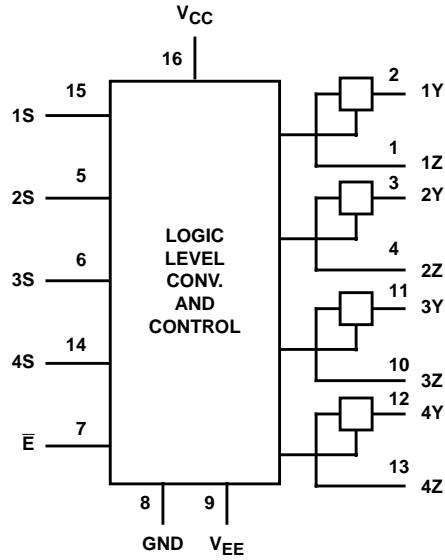 VCC
16
15
1S
5
2S
6
3S
14
4S
7
E̅
LOGIC
LEVEL
CONV.
AND
CONTROL
2
1Y
1
1Z
3
2Y
4
2Z
11
3Y
10
3Z
12
4Y
13
4Z
8
9
GND
VEE